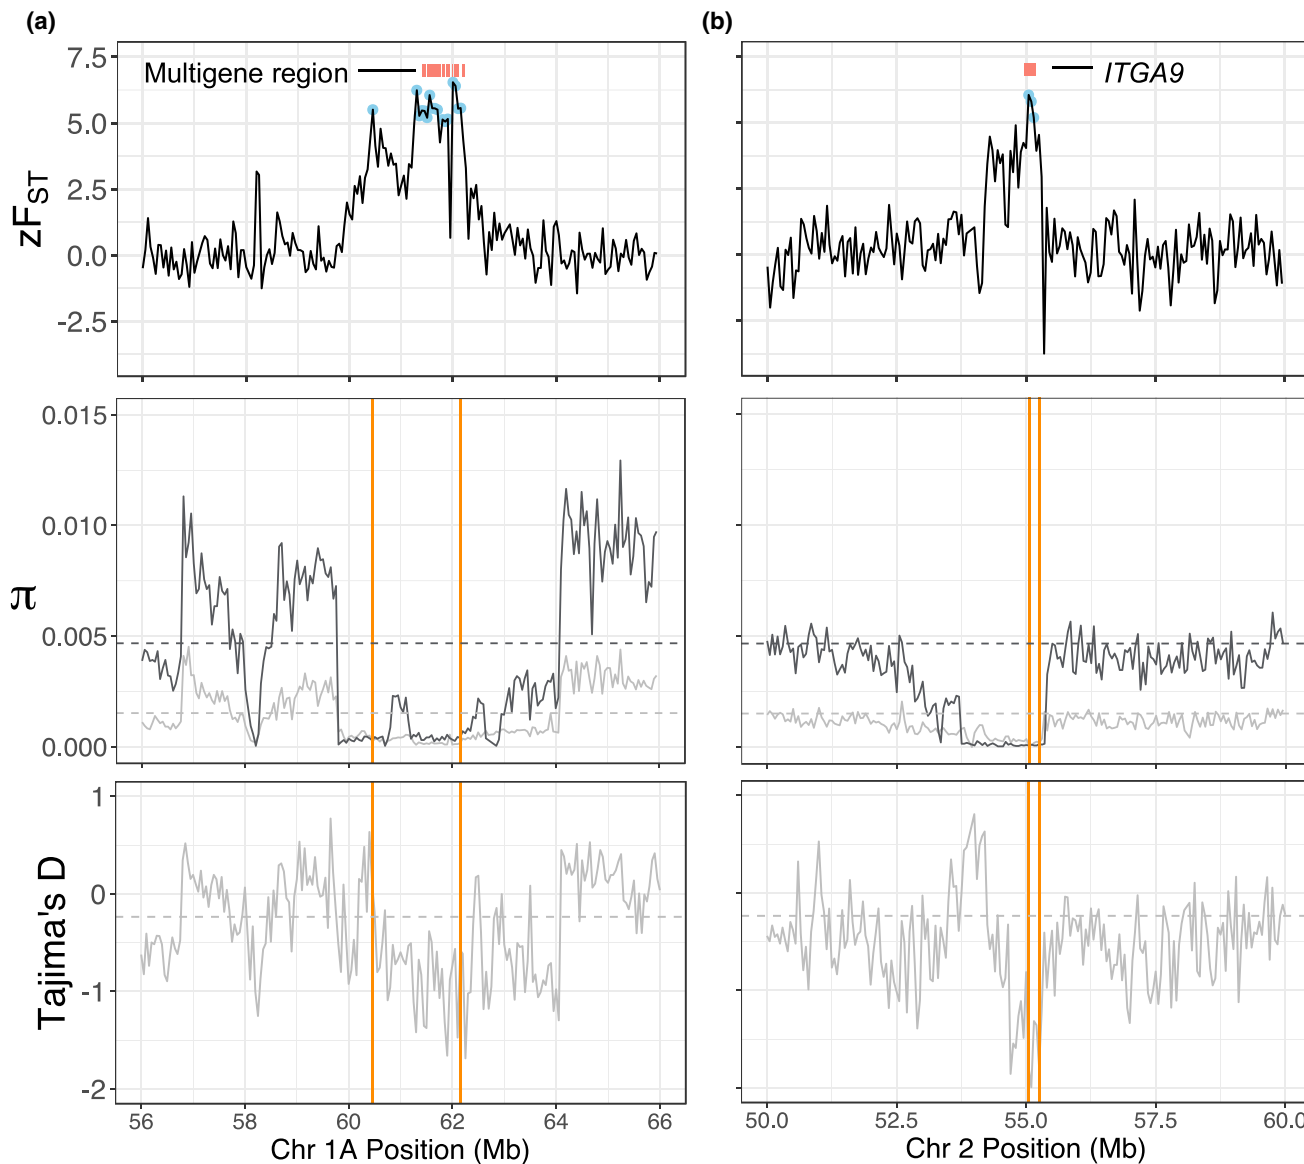 (a)
(b)
7.5
5.0
2.5
0.0
-2.5
zFST
Multigene region
ITGA9
0.015
0.010
0.005
0.000
π
1
0
-1
-2
Tajima's D
56 58 60 62 64 66
Chr 1A Position (Mb)
50.0 52.5 55.0 57.5 60.0
Chr 2 Position (Mb)